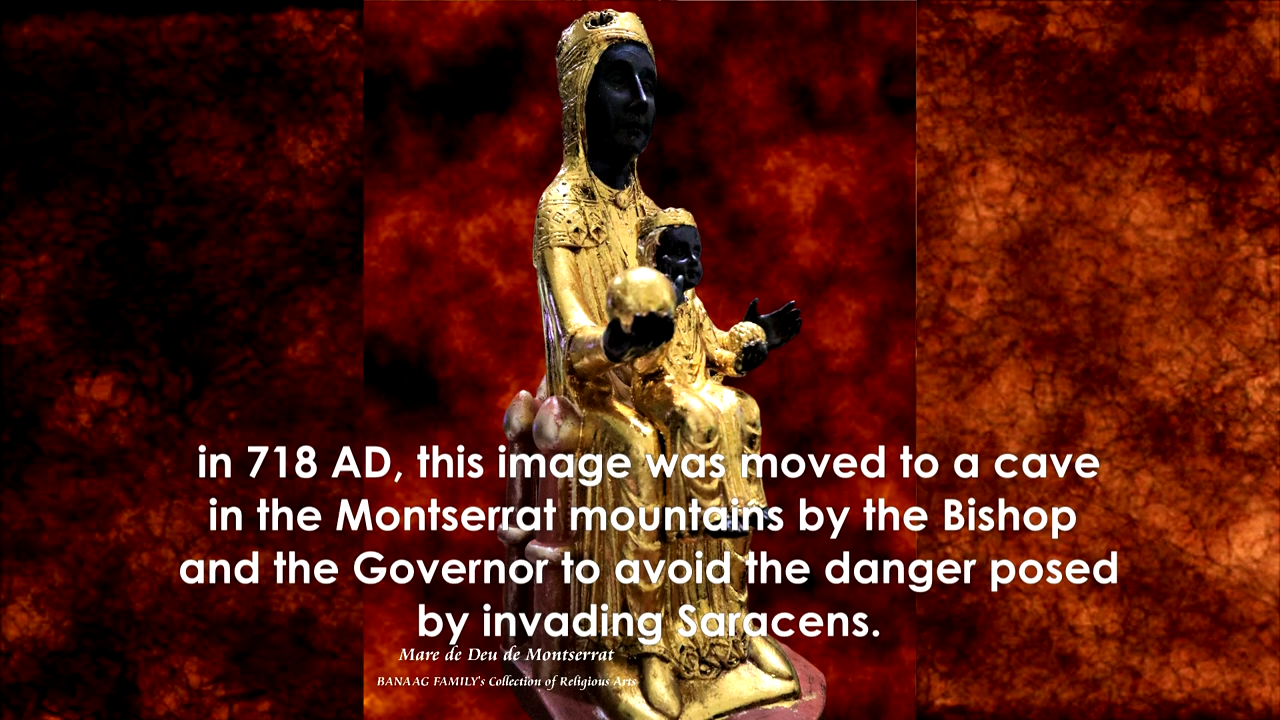 in 718 AD, this image was moved to a cave
in the Montserrat mountains by the Bishop
and the Governor to avoid the danger posed
by invading Saracens.
Mare de Deu de Montserrat
BANAAG FAMILY's Collection of Religious Arts